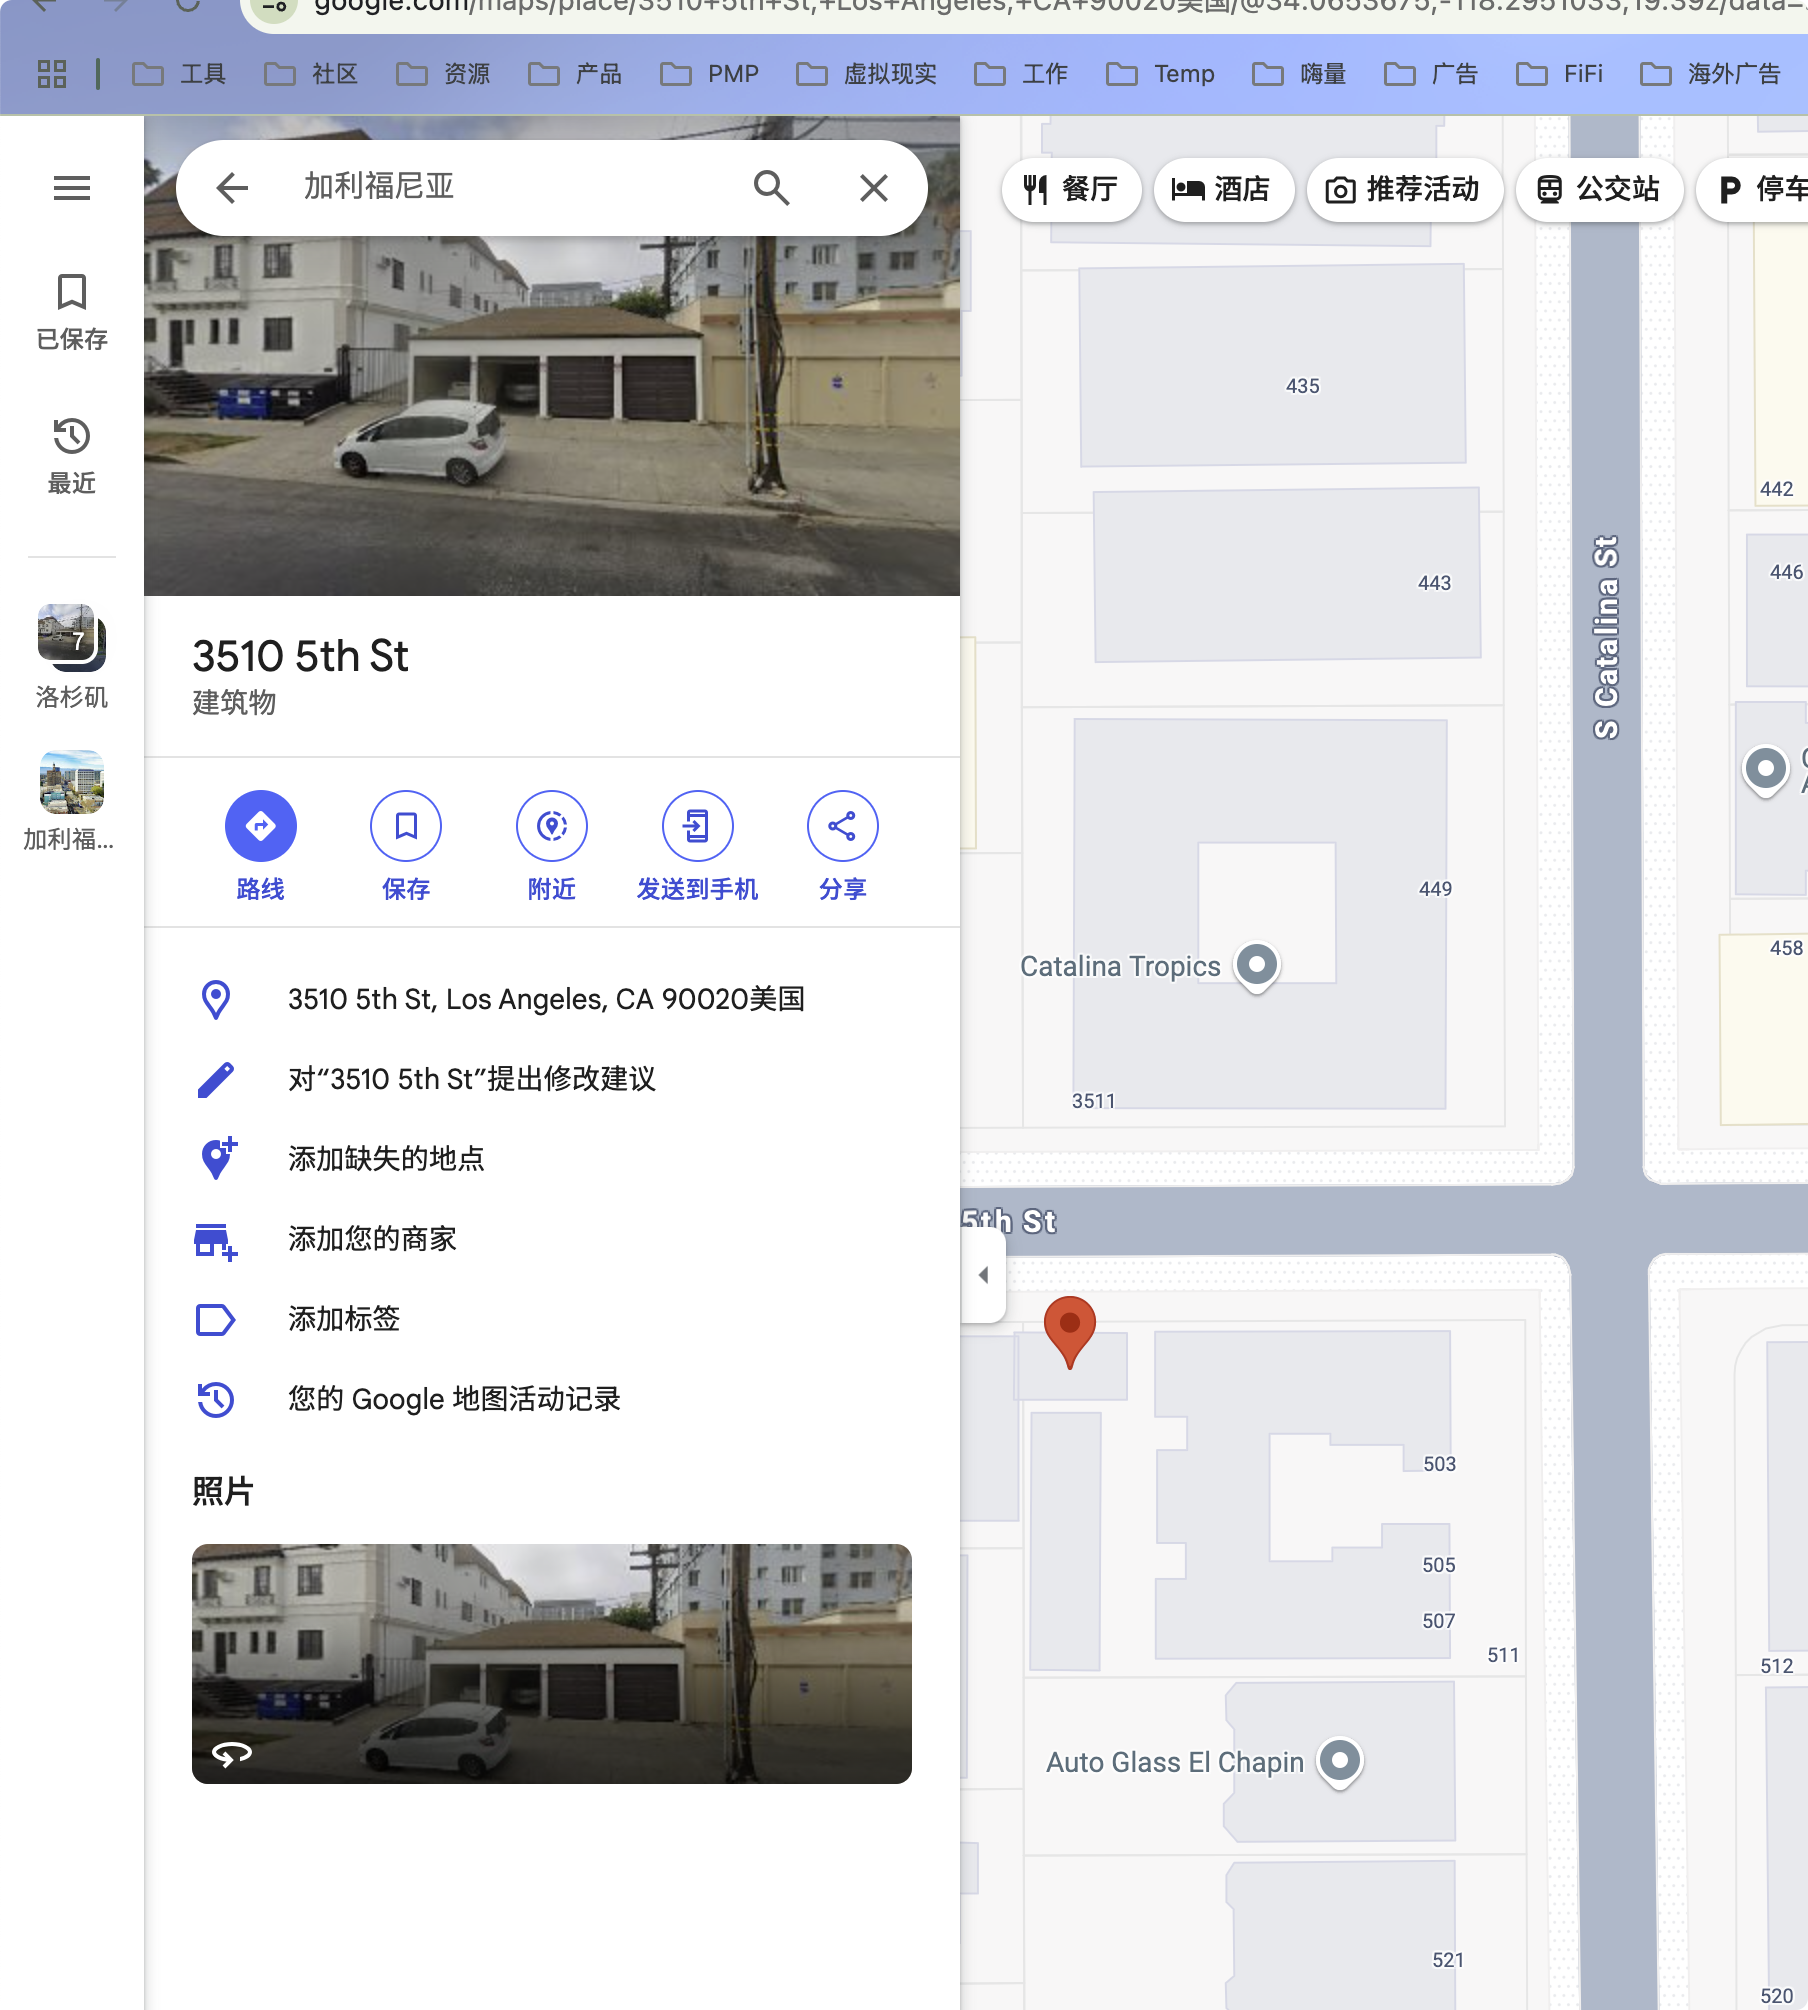 google.com/maps/place/3510+5th+St,+Los+Angeles,+CA+90020美国/@34.0653675,-118.2951033,19.39z/data=
工具
社区
资源
产品
PMP
虚拟现实
工作
Temp
嗨量
广告
FiFi
海外广告
加利福尼亚
餐厅
酒店
推荐活动
公交站
P 停车
已保存
最近
7
洛杉矶
加利福...
3510 5th St
建筑物
路线
保存
附近
发送到手机
分享
3510 5th St, Los Angeles, CA 90020美国
对“3510 5th St”提出修改建议
添加缺失的地点
添加您的商家
添加标签
您的 Google 地图活动记录
照片
435
442
443
446
S Catalina St
449
458
Catalina Tropics
3511
5th St
503
505
507
511
512
Auto Glass El Chapin
521
520